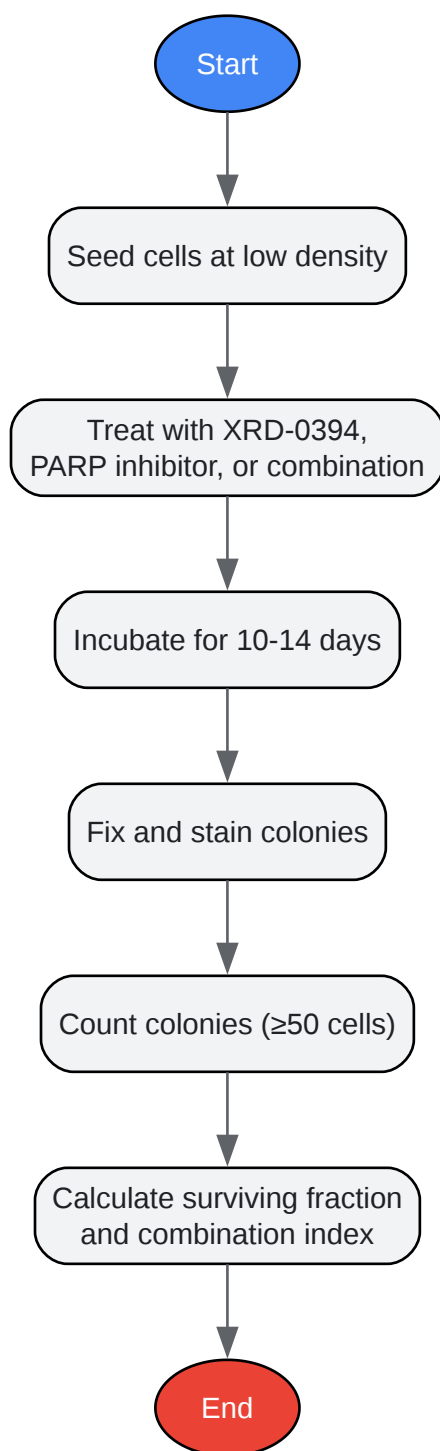 Start
Seed cells at low density
Treat with XRD-0394,
PARP inhibitor, or combination
Incubate for 10-14 days
Fix and stain colonies
Count colonies (≥50 cells)
Calculate surviving fraction
and combination index
End